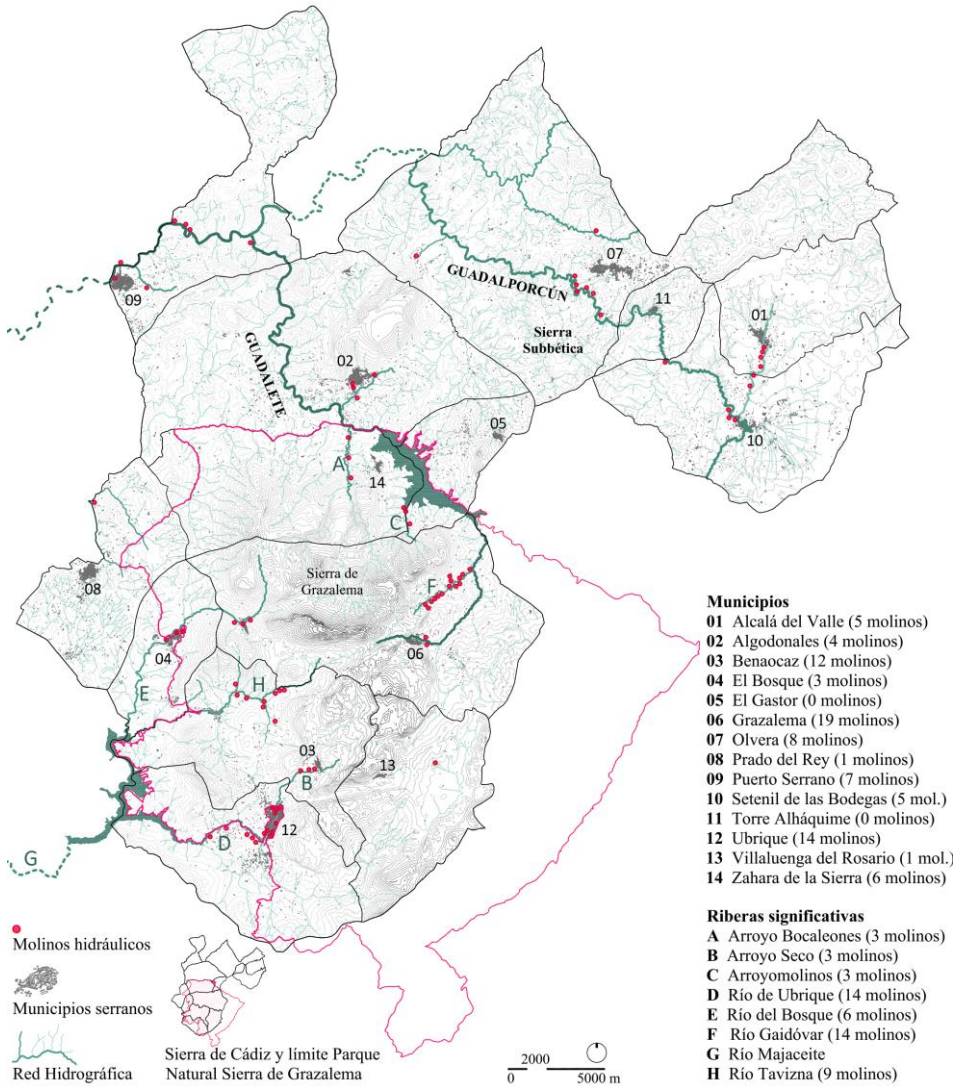 09
07
GUADALPORCÚN
11
Sierra
Subbética
01
GUADALETE
02
05
10
A
14
C
Sierra de
Grazalema
F
08
04
06
E
H
03
13
B
12
D
G
Municipios
01 Alcalá del Valle (5 molinos)
02 Algodonales (4 molinos)
03 Benaocaz (12 molinos)
04 El Bosque (3 molinos)
05 El Gastor (0 molinos)
06 Grazalema (19 molinos)
07 Olvera (8 molinos)
08 Prado del Rey (1 molinos)
09 Puerto Serrano (7 molinos)
10 Setenil de las Bodegas (5 mol.)
11 Torre Alháquime (0 molinos)
12 Ubrique (14 molinos)
13 Villaluenga del Rosario (1 mol.)
14 Zahara de la Sierra (6 molinos)
Riberas significativas
A Arroyo Bocaleones (3 molinos)
B Arroyo Seco (3 molinos)
C Arroyomolinos (3 molinos)
D Río de Ubrique (14 molinos)
E Río del Bosque (6 molinos)
F Río Gaidóvar (14 molinos)
G Río Majaceite
H Río Tavizna (9 molinos)
Molinos hidráulicos
Municipios serranos
Red Hidrográfica
Sierra de Cádiz y límite Parque
Natural Sierra de Grazalema
2000
0 5000 m